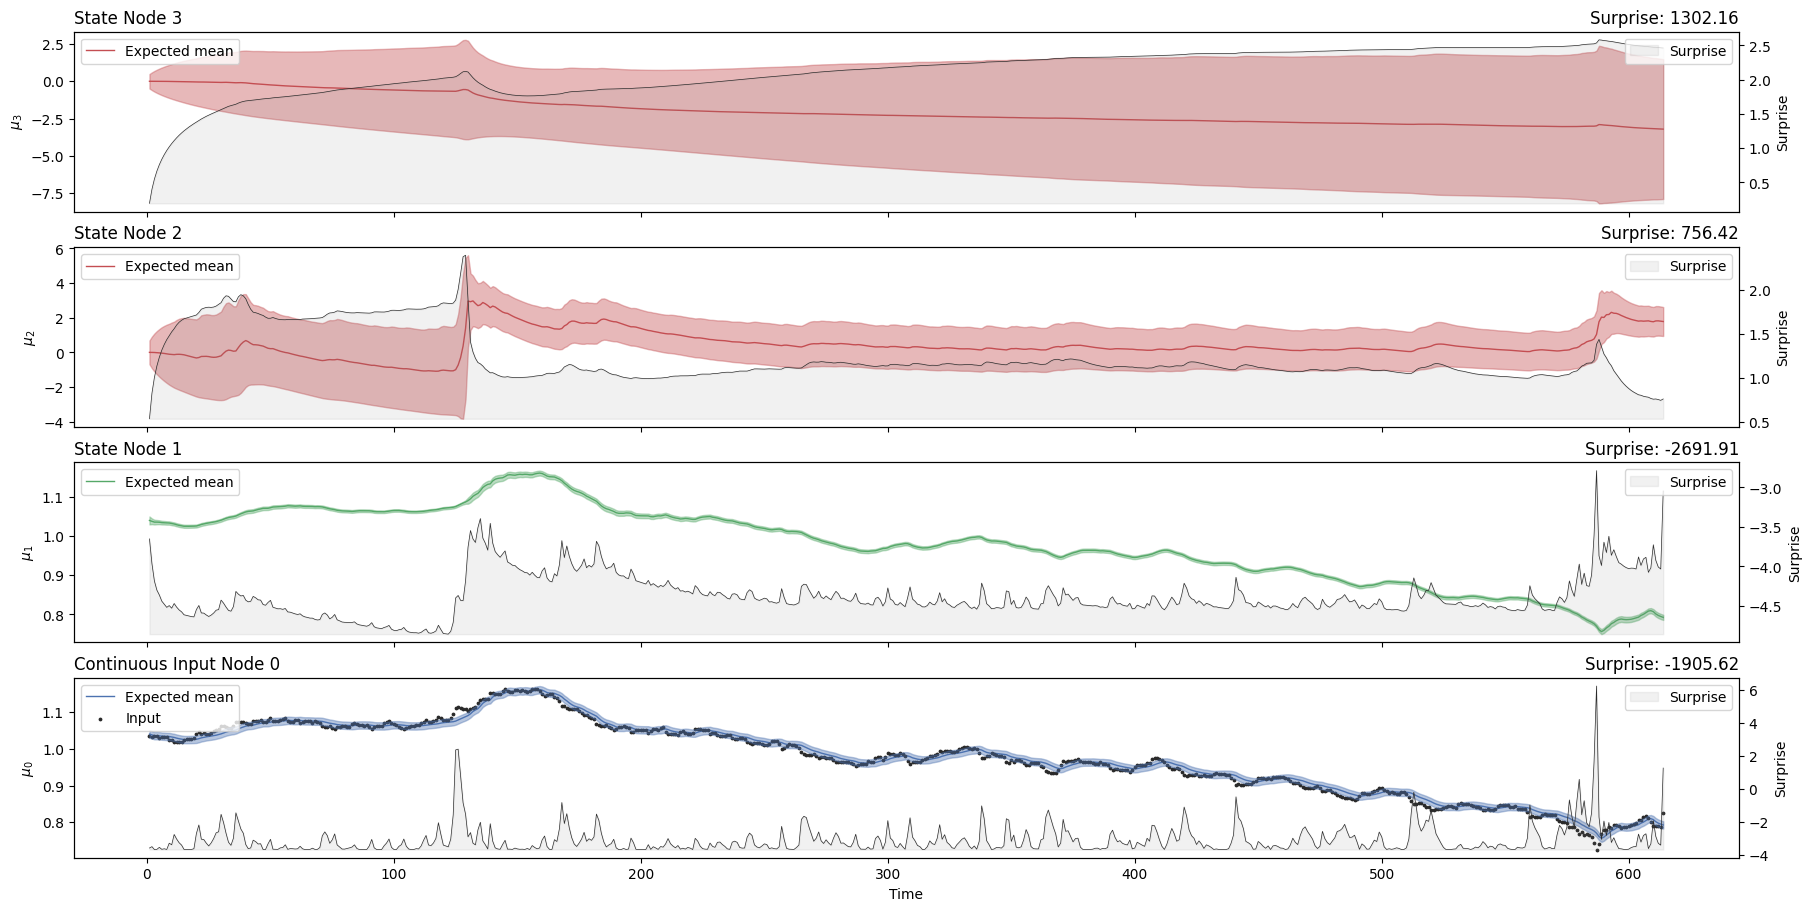 State Node 3 Surprise: 1302.16
Expected mean
Surprise
2.5
0.0
−2.5
−5.0
−7.5
μ3
2.5
2.0
1.5
1.0
0.5
Surprise
State Node 2 Surprise: 756.42
Expected mean
Surprise
6
4
2
0
−2
−4
μ2
2.0
1.5
1.0
0.5
Surprise
State Node 1 Surprise: -2691.91
Expected mean
Surprise
1.1
1.0
0.9
0.8
μ1
−3.0
−3.5
−4.0
−4.5
Surprise
Continuous Input Node 0 Surprise: -1905.62
Expected mean
Input
Surprise
1.1
1.0
0.9
0.8
μ0
6
4
2
0
−2
−4
Surprise
0 100 200 300 400 500 600
Time